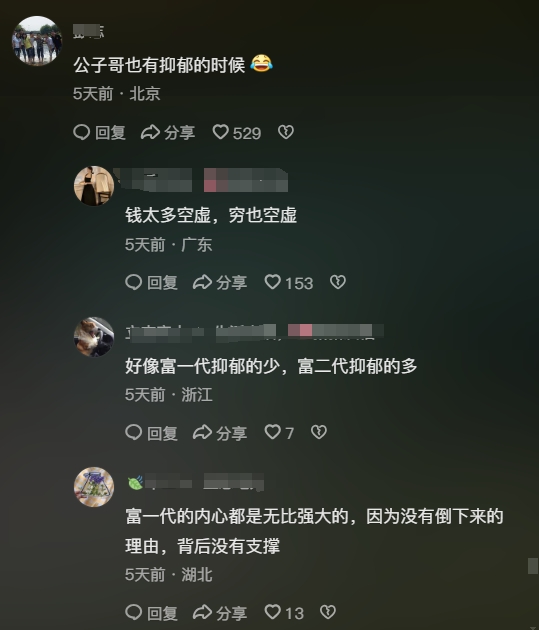 公子哥也有抑郁的时候 😂
5天前 · 北京
回复 分享 529
钱太多空虚，穷也空虚
5天前 · 广东
回复 分享 153
好像富一代抑郁的少，富二代抑郁的多
5天前 · 浙江
回复 分享 7
富一代的内心都是无比强大的，因为没有倒下来的
理由，背后没有支撑
5天前 · 湖北
回复 分享 13